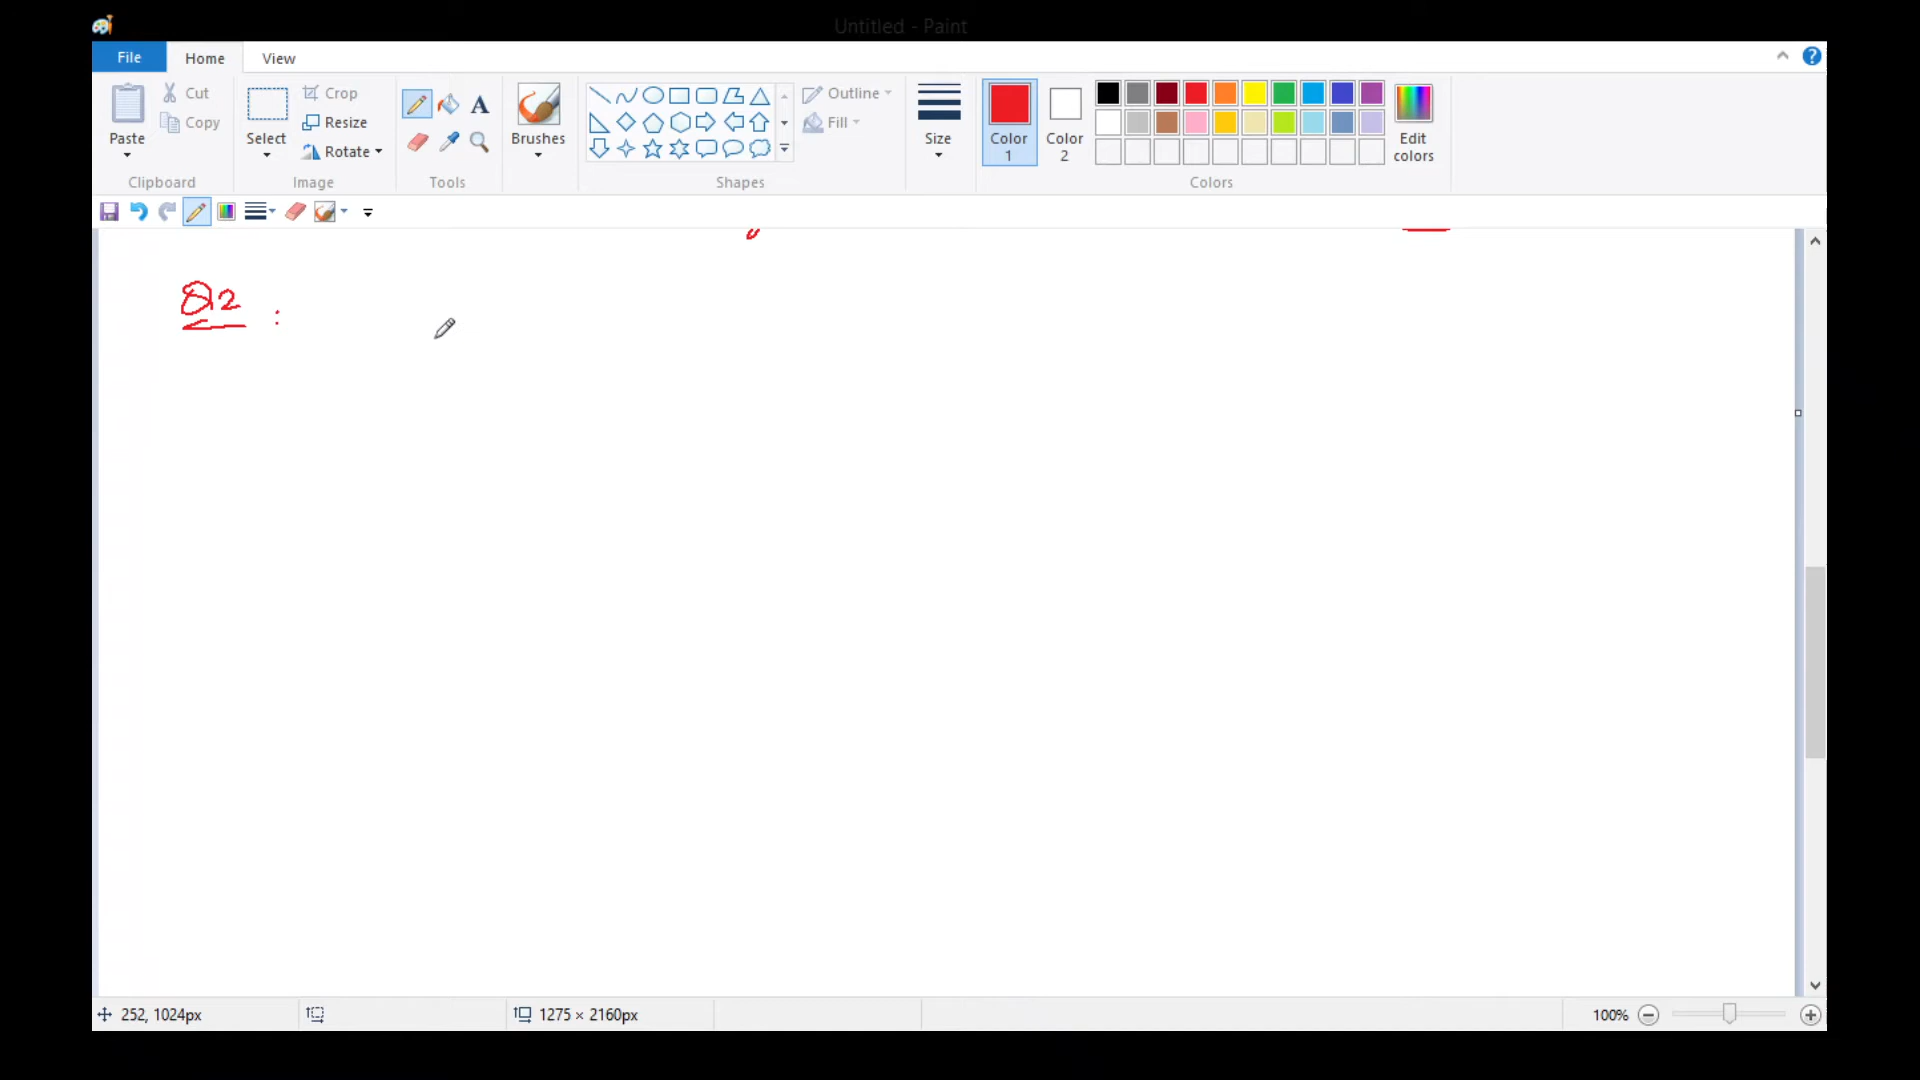 Untitled - Paint
File Home View
Cut Crop Outline
Copy Resize Fill
Paste Select Rotate Brushes Size Color 1 Color 2 Edit colors
Clipboard Image Tools Shapes Colors
Q2 :
252, 1024px 1275 × 2160px 100%